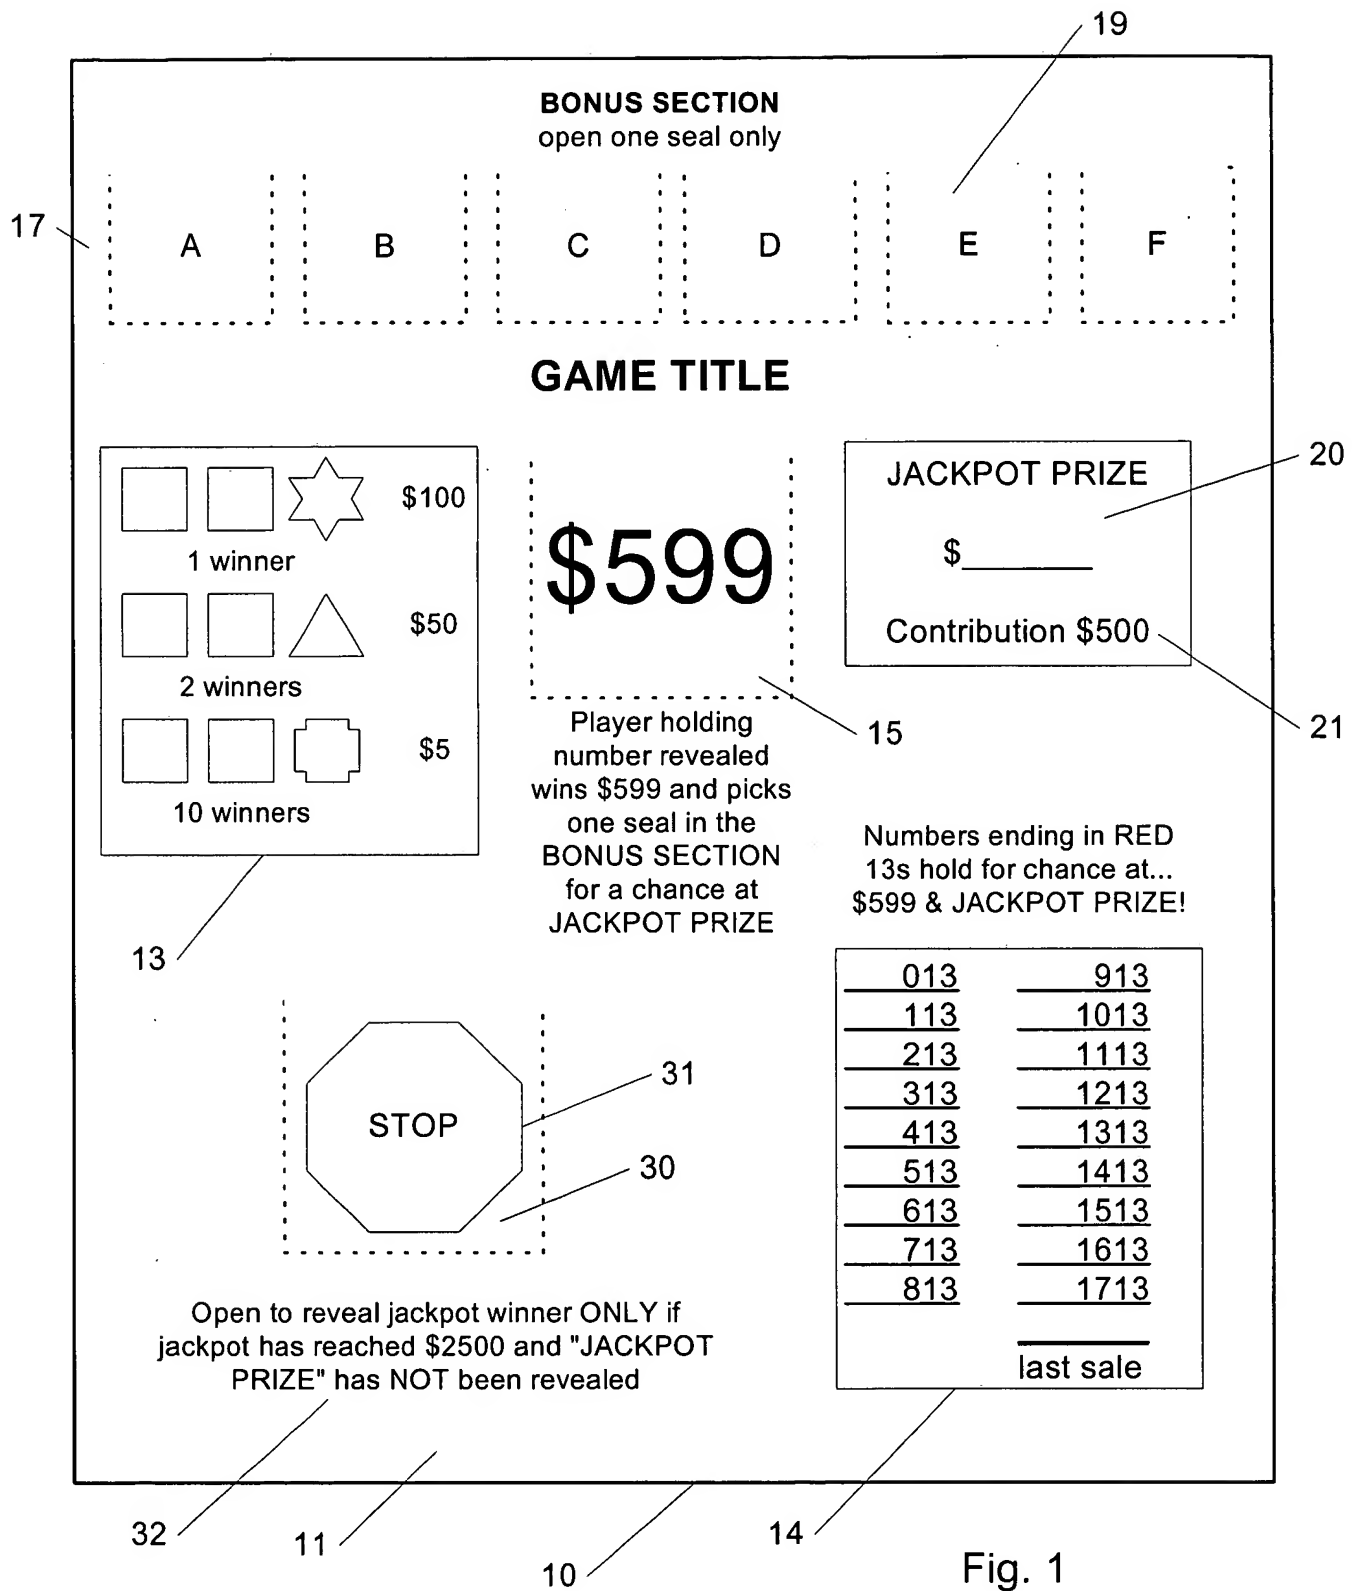 19
BONUS SECTION
open one seal only
17
A B C D E F
GAME TITLE
$100
1 winner
$50
2 winners
$5
10 winners
13
$599
15
Player holding
number revealed
wins $599 and picks
one seal in the
BONUS SECTION
for a chance at
JACKPOT PRIZE
JACKPOT PRIZE
$______
Contribution $500
20
21
Numbers ending in RED
13s hold for chance at...
$599 & JACKPOT PRIZE!
013 913
113 1013
213 1113
313 1213
413 1313
513 1413
613 1513
713 1613
813 1713
last sale
STOP
31
30
Open to reveal jackpot winner ONLY if
jackpot has reached $2500 and "JACKPOT
PRIZE" has NOT been revealed
32
11
10
14
Fig. 1